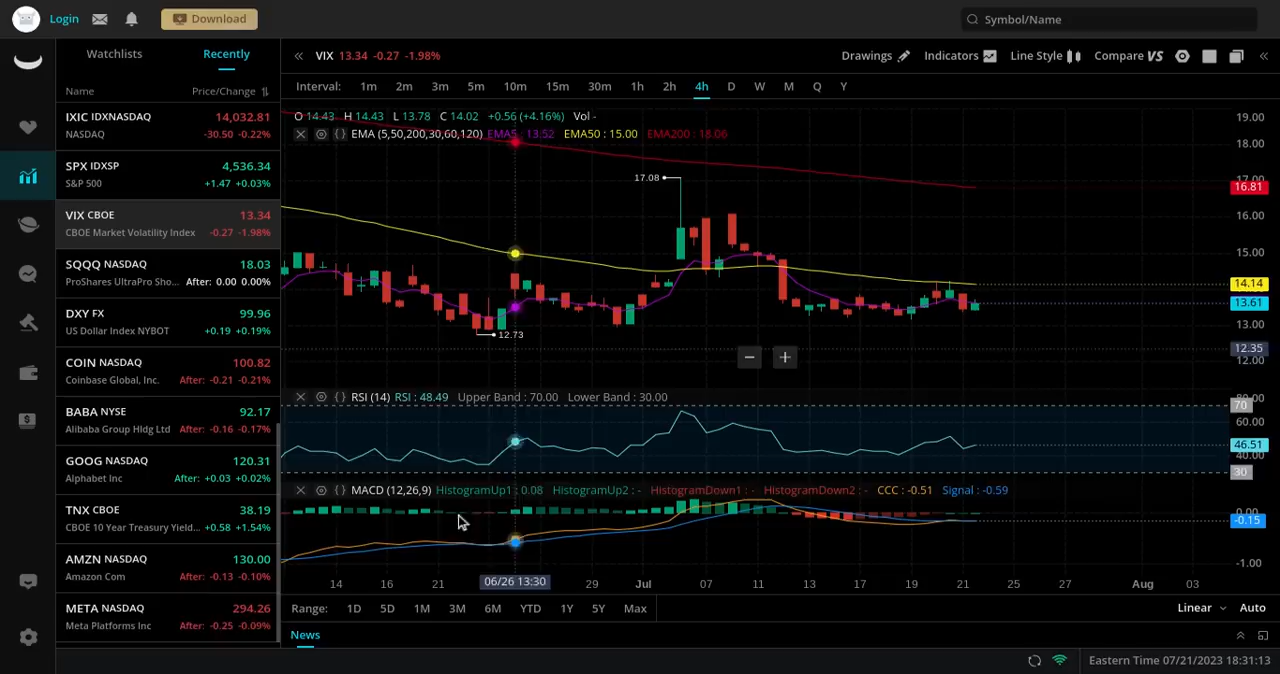 Login
Download
Symbol/Name
Watchlists
Recently
Name
Price/Change
IXIC IDXNASDAQ 14,032.81
NASDAQ -30.50 -0.22%
SPX IDXSP 4,536.34
S&P 500 +1.47 +0.03%
VIX CBOE 13.34
CBOE Market Volatility Index -0.27 -1.98%
SQQQ NASDAQ 18.03
ProShares UltraPro Sho... After: 0.00 0.00%
DXY FX 99.96
US Dollar Index NYBOT +0.19 +0.19%
COIN NASDAQ 100.82
Coinbase Global, Inc. After: -0.21 -0.21%
BABA NYSE 92.17
Alibaba Group Hldg Ltd After: -0.16 -0.17%
GOOG NASDAQ 120.31
Alphabet Inc After: +0.03 +0.02%
TNX CBOE 38.19
CBOE 10 Year Treasury Yield... +0.58 +1.54%
AMZN NASDAQ 130.00
Amazon Com After: -0.13 -0.10%
META NASDAQ 294.26
Meta Platforms Inc After: -0.25 -0.09%
VIX 13.34 -0.27 -1.98%
Drawings Indicators Line Style Compare VS
Interval: 1m 2m 3m 5m 10m 15m 30m 1h 2h 4h D W M Q Y
O 14.43 H 14.43 L 13.78 C 14.02 +0.56 (+4.16%) Vol -
EMA (5,50,200,30,60,120) EMA5 : 13.52 EMA50 : 15.00 EMA200 : 18.06
17.08
12.73
19.00
18.00
17.00
16.81
16.00
15.00
14.14
13.61
13.00
12.35
12.00
RSI (14) RSI : 48.49 Upper Band : 70.00 Lower Band : 30.00
80.00
70
60.00
46.51
40.00
30
MACD (12,26,9) HistogramUp1 : 0.08 HistogramUp2 : - HistogramDown1 : - HistogramDown2 : - CCC : -0.51 Signal : -0.59
0.00
-0.15
-1.00
14 16 21 06/26 13:30 29 Jul 07 11 13 17 19 21 25 27 Aug 03
Range: 1D 5D 1M 3M 6M YTD 1Y 5Y Max
Linear Auto
News
Eastern Time 07/21/2023 18:31:13